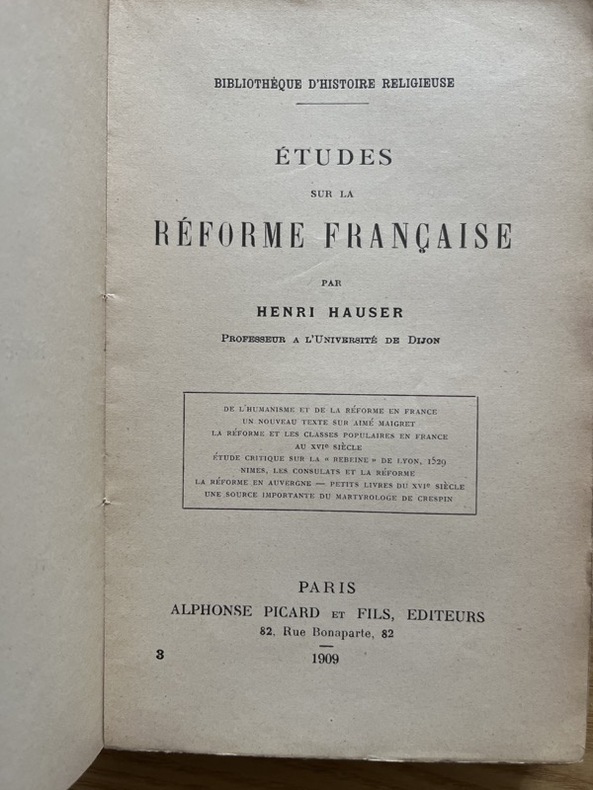 BIBLIOTHÈQUE D'HISTOIRE RELIGIEUSE
ÉTUDES
SUR LA
RÉFORME FRANÇAISE
PAR
HENRI HAUSER
PROFESSEUR A L'UNIVERSITÉ DE DIJON
DE L'HUMANISME ET DE LA RÉFORME EN FRANCE
UN NOUVEAU TEXTE SUR AIMÉ MAIGRET
LA RÉFORME ET LES CLASSES POPULAIRES EN FRANCE
AU XVIe SIÈCLE
ÉTUDE CRITIQUE SUR LA « REBEINE » DE LYON, 1529
NIMES, LES CONSULATS ET LA RÉFORME
LA RÉFORME EN AUVERGNE — PETITS LIVRES DU XVIe SIÈCLE
UNE SOURCE IMPORTANTE DU MARTYROLOGE DE CRESPIN
PARIS
ALPHONSE PICARD ET FILS, EDITEURS
82, Rue Bonaparte, 82
3
1909